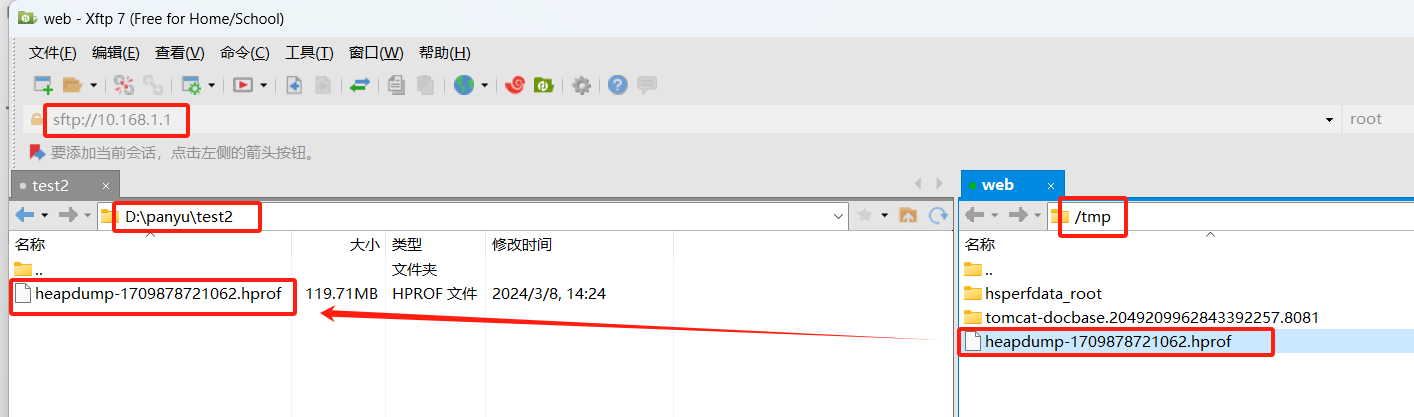 web - Xftp 7 (Free for Home/School)
文件(F) 编辑(E) 查看(V) 命令(C) 工具(T) 窗口(W) 帮助(H)
sftp://10.168.1.1 root
要添加当前会话，点击左侧的箭头按钮。
test2 × web ×
D:\panyu\test2 /tmp
名称 大小 类型 修改时间 名称
.. 文件夹 ..
heapdump-1709878721062.hprof 119.71MB HPROF 文件 2024/3/8, 14:24 hsperfdata_root
tomcat-docbase.2049209962843392257.8081
heapdump-1709878721062.hprof